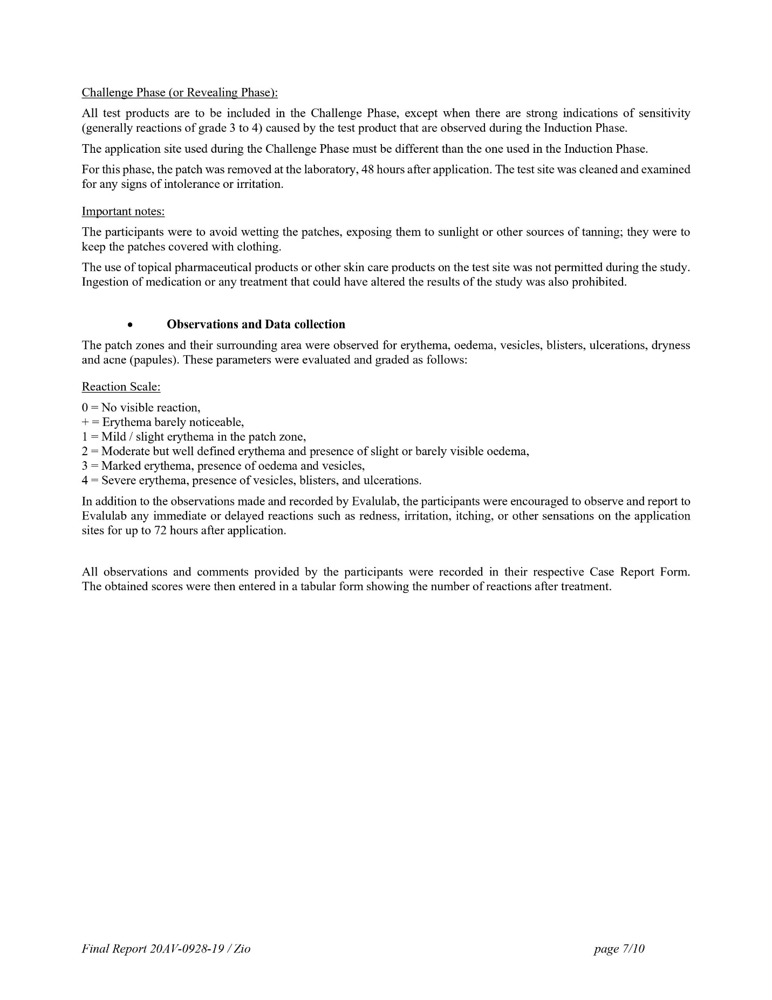 Challenge Phase (or Revealing Phase):
All test products are to be included in the Challenge Phase, except when there are strong indications of sensitivity
(generally reactions of grade 3 to 4) caused by the test product that are observed during the Induction Phase.
The application site used during the Challenge Phase must be different than the one used in the Induction Phase.
For this phase, the patch was removed at the laboratory, 48 hours after application. The test site was cleaned and examined
for any signs of intolerance or irritation.
Important notes:
The participants were to avoid wetting the patches, exposing them to sunlight or other sources of tanning; they were to
keep the patches covered with clothing.
The use of topical pharmaceutical products or other skin care products on the test site was not permitted during the study.
Ingestion of medication or any treatment that could have altered the results of the study was also prohibited.
• Observations and Data collection
The patch zones and their surrounding area were observed for erythema, oedema, vesicles, blisters, ulcerations, dryness
and acne (papules). These parameters were evaluated and graded as follows:
Reaction Scale:
0 = No visible reaction,
+ = Erythema barely noticeable,
1 = Mild / slight erythema in the patch zone,
2 = Moderate but well defined erythema and presence of slight or barely visible oedema,
3 = Marked erythema, presence of oedema and vesicles,
4 = Severe erythema, presence of vesicles, blisters, and ulcerations.
In addition to the observations made and recorded by Evalulab, the participants were encouraged to observe and report to
Evalulab any immediate or delayed reactions such as redness, irritation, itching, or other sensations on the application
sites for up to 72 hours after application.
All observations and comments provided by the participants were recorded in their respective Case Report Form.
The obtained scores were then entered in a tabular form showing the number of reactions after treatment.
Final Report 20AV-0928-19 / Zio page 7/10